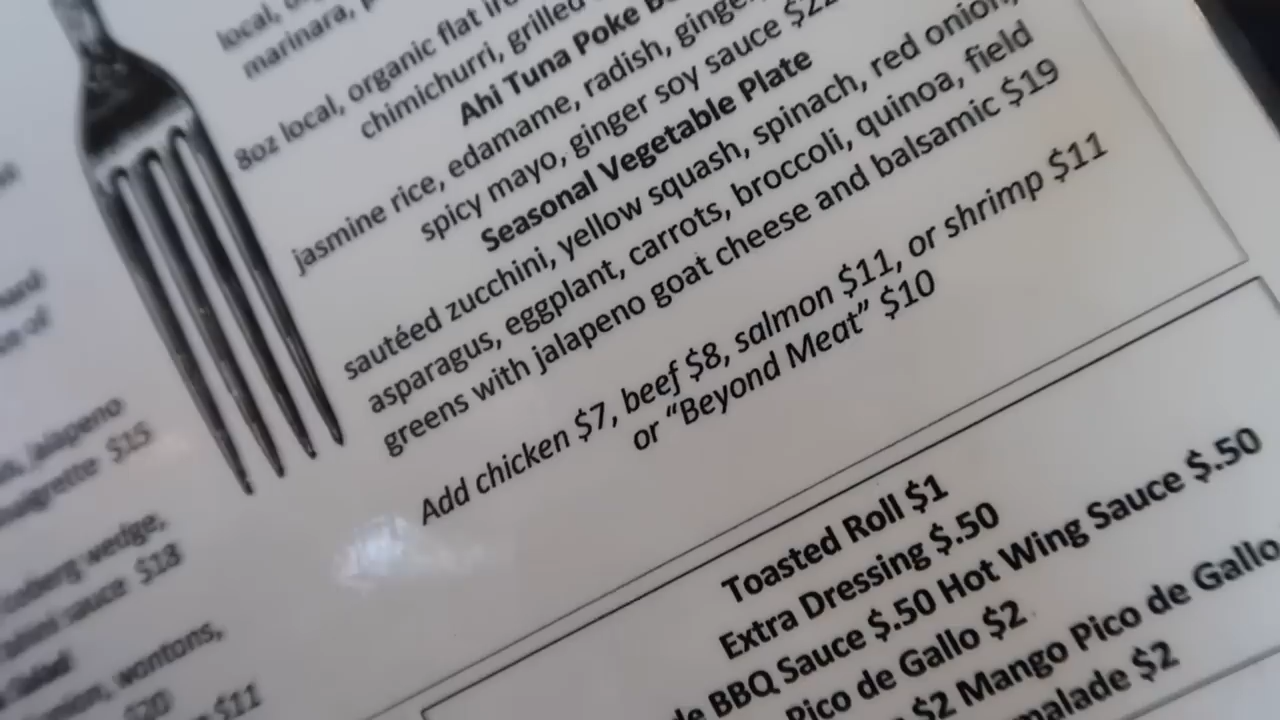 local,
marinara,
8oz local, organic flat
chimichurri, grilled
Ahi Tuna Poke
jasmine rice, edamame, radish, ginger,
spicy mayo, ginger soy sauce
Seasonal Vegetable Plate
sautéed zucchini, yellow squash, spinach, red onion,
asparagus, eggplant, carrots, broccoli, quinoa, field
greens with jalapeno goat cheese and balsamic $19
Add chicken $7, beef $8, salmon $11, or shrimp $11
or “Beyond Meat” $10
Toasted Roll $1
Extra Dressing $.50
BBQ Sauce $.50 Hot Wing Sauce $.50
Pico de Gallo $2
$2 Mango Pico de Gallo
$2
jalapeno
$15
wedge,
sauce $18
wontons,
$20
$11